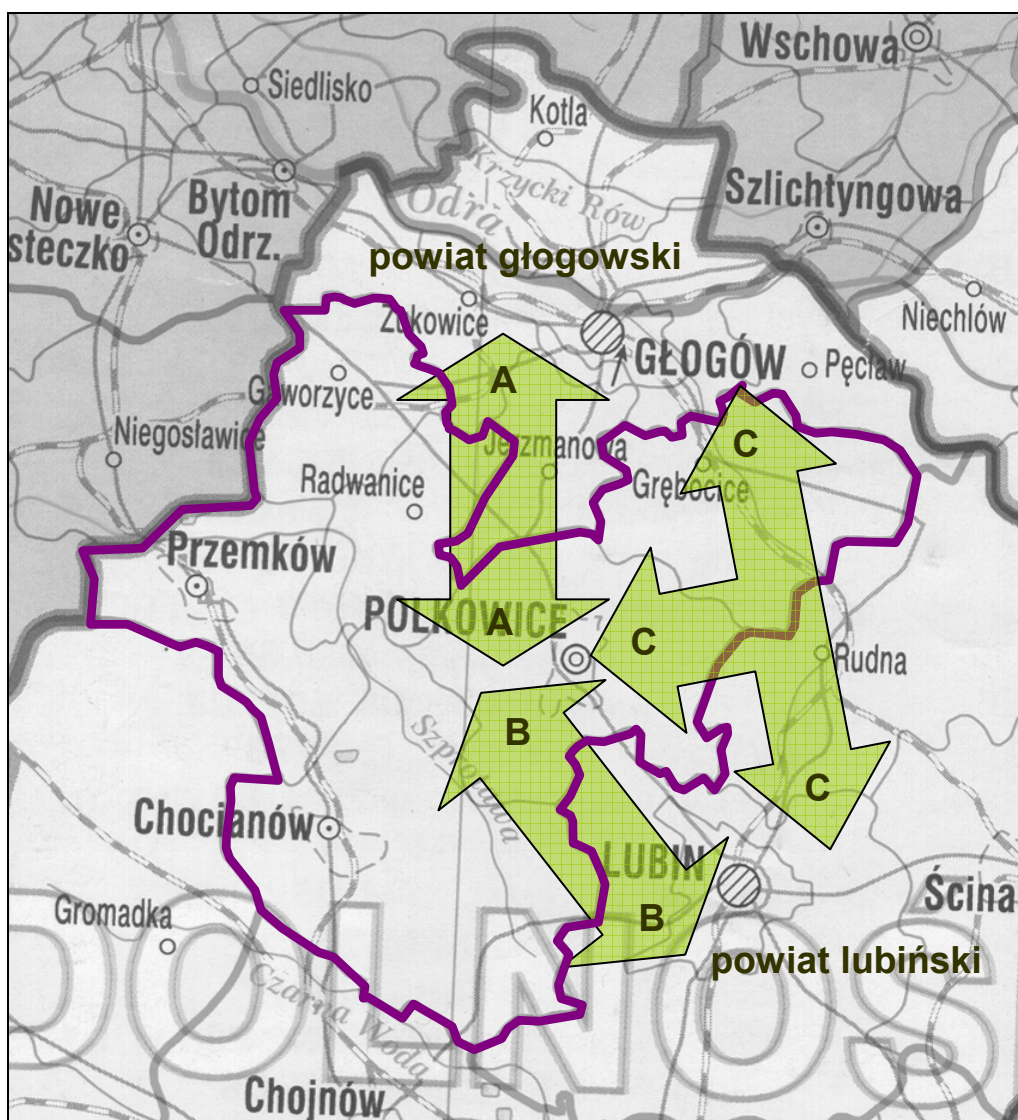 Wschowa
Siedlisko
Kotla
Krzycki Rów
Odra
Szlichtyngowa
Bytom
Odrz.
Nowe
steczko
powiat głogowski
Niechlów
Żukowice
GŁOGÓW
Pęcław
A
Gaworzyce
Niegosławice
C
Jerzmanowa
Radwanice
Grębocice
Przemków
POLKOWICE
A
C
Rudna
B
Szprotawa
C
Chocianów
LUBIN
Ścina
Gromadka
B
powiat lubiński
DOLNOŚ
Czarna Woda
Chojnów